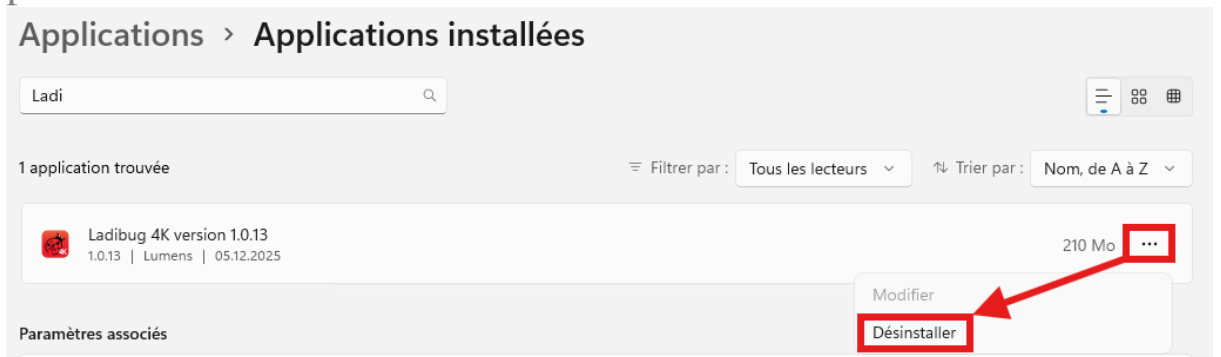 Applications > Applications installées
Ladi
1 application trouvée
Filtrer par : Tous les lecteurs
Trier par : Nom, de A à Z
Ladibug 4K version 1.0.13
1.0.13 | Lumens | 05.12.2025
210 Mo ...
Modifier
Désinstaller
Paramètres associés